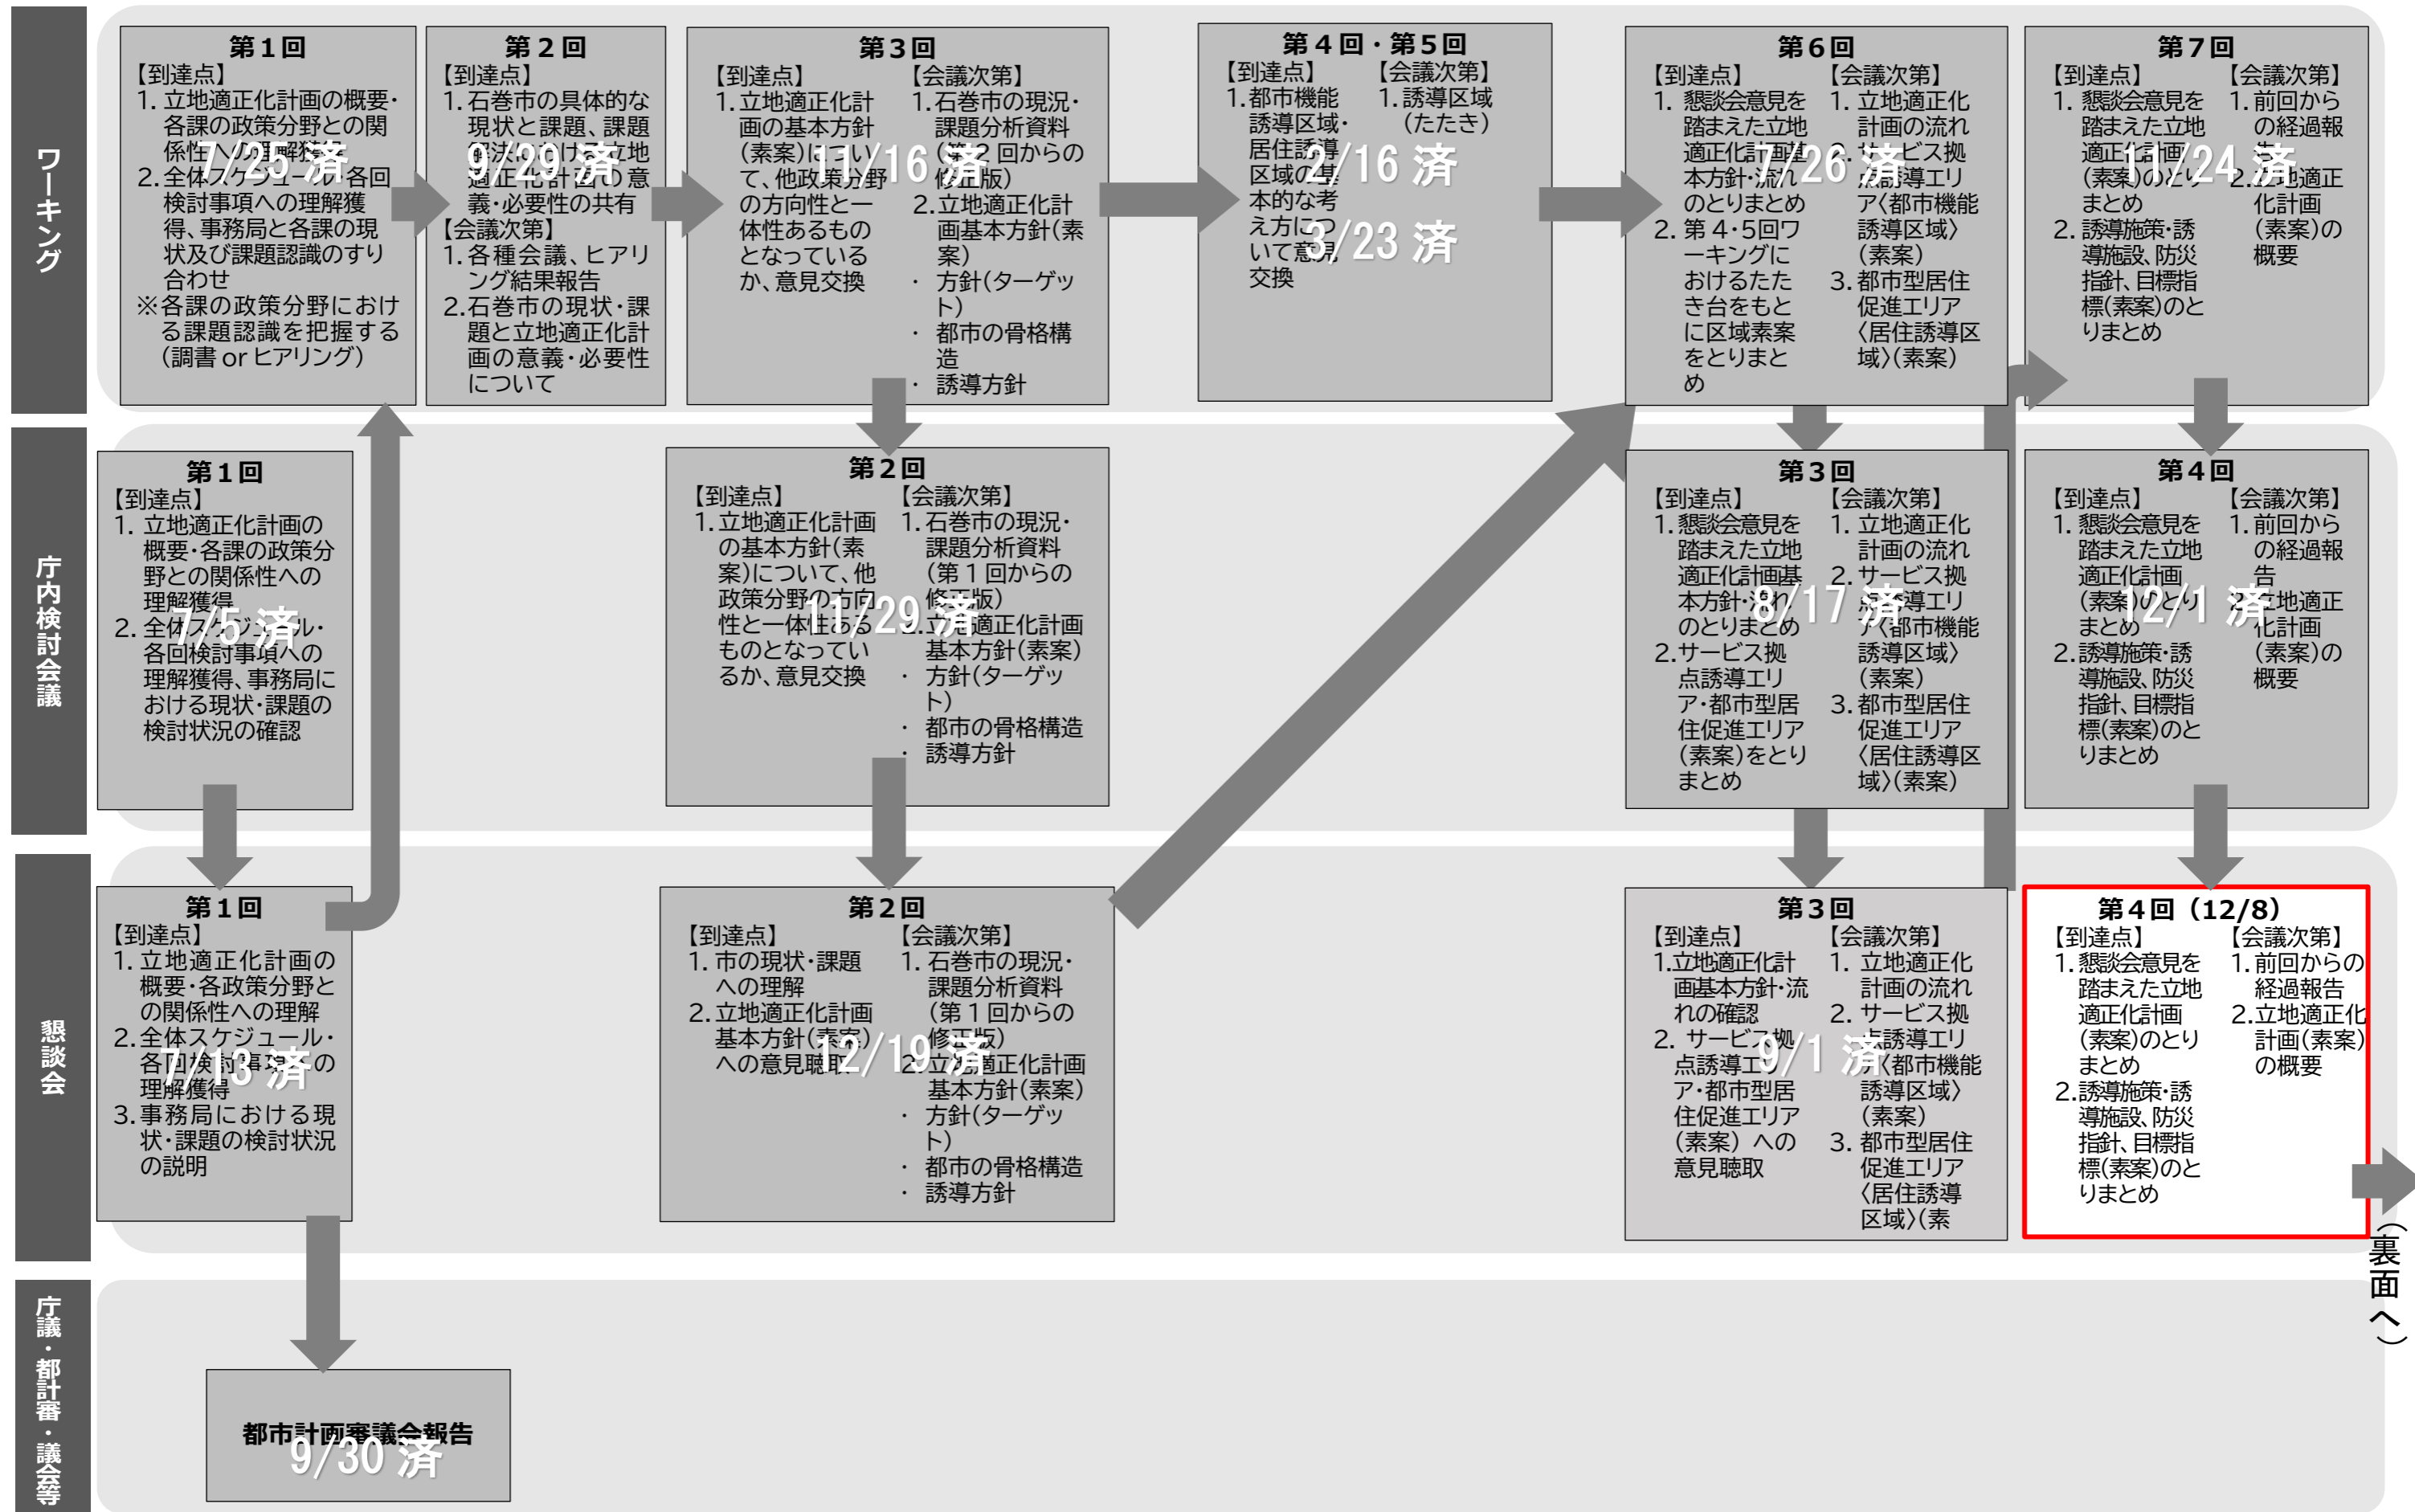 ワーキング
第1回
【到達点】
1. 立地適正化計画の概要・
各課の政策分野との関
係性への理解獲得
2. 全体スケジュール・各回
検討事項への理解獲
得、事務局と各課の現
状及び課題認識のすり
合わせ
※各課の政策分野におけ
る課題認識を把握する
(調書 or ヒアリング)
7/25 済
第2回
【到達点】
1. 石巻市の具体的な
現状と課題、課題
解決における立地
適正化計画の意
義・必要性の共有
【会議次第】
1. 各種会議、ヒアリ
ング結果報告
2. 石巻市の現状・課
題と立地適正化計
画の意義・必要性
について
9/29 済
第3回
【到達点】
1. 立地適正化計
画の基本方針
(素案)につい
て、他政策分野
の方向性と一
体性あるもの
となっている
か、意見交換
【会議次第】
1. 石巻市の現況・
課題分析資料
(第2回からの
修正版)
2. 立地適正化計
画基本方針(素
案)
・ 方針(ターゲッ
ト)
・ 都市の骨格構
造
・ 誘導方針
11/16 済
第4回・第5回
【到達点】
1. 都市機能
誘導区域・
居住誘導
区域の基
本的な考
え方につ
いて意見
交換
【会議次第】
1. 誘導区域
(たたき)
2/16 済
3/23 済
第6回
【到達点】
1. 懇談会意見を
踏まえた立地
適正化計画基
本方針・流れ
のとりまとめ
2. 第4・5回ワ
ーキングに
おけるたた
き台をもと
に区域素案
をとりまと
め
【会議次第】
1. 立地適正化
計画の流れ
2. サービス拠
点誘導エリ
ア〈都市機能
誘導区域〉
(素案)
3. 都市型居住
促進エリア
〈居住誘導区
域〉(素案)
7/26 済
第7回
【到達点】
1. 懇談会意見を
踏まえた立地
適正化計画
(素案)のとり
まとめ
2. 誘導施策・誘
導施設、防災
指針、目標指
標(素案)のと
りまとめ
【会議次第】
1. 前回から
の経過報
告
2. 立地適正
化計画
(素案)の
概要
11/24 済
庁内検討会議
第1回
【到達点】
1. 立地適正化計画の
概要・各課の政策分
野との関係性への
理解獲得
2. 全体スケジュール・
各回検討事項への
理解獲得、事務局に
おける現状・課題の
検討状況の確認
7/5 済
第2回
【到達点】
1. 立地適正化計画
の基本方針(素
案)について、他
政策分野の方向
性と一体性ある
ものとなってい
るか、意見交換
【会議次第】
1. 石巻市の現況・
課題分析資料
(第1回からの
修正版)
2. 立地適正化計画
基本方針(素案)
・ 方針(ターゲッ
ト)
・ 都市の骨格構造
・ 誘導方針
11/29 済
第3回
【到達点】
1. 懇談会意見を
踏まえた立地
適正化計画基
本方針・流れ
のとりまとめ
2. サービス拠
点誘導エリ
ア・都市型居
住促進エリア
(素案)をとり
まとめ
【会議次第】
1. 立地適正化
計画の流れ
2. サービス拠
点誘導エリ
ア〈都市機能
誘導区域〉
(素案)
3. 都市型居住
促進エリア
〈居住誘導区
域〉(素案)
8/17 済
第4回
【到達点】
1. 懇談会意見を
踏まえた立地
適正化計画
(素案)のとり
まとめ
2. 誘導施策・誘
導施設、防災
指針、目標指
標(素案)のと
りまとめ
【会議次第】
1. 前回から
の経過報
告
2. 立地適正
化計画
(素案)の
概要
12/1 済
懇談会
第1回
【到達点】
1. 立地適正化計画の
概要・各政策分野と
の関係性への理解
2. 全体スケジュール・
各回検討事項への
理解獲得
3. 事務局における現
状・課題の検討状況
の説明
7/13 済
第2回
【到達点】
1. 市の現状・課題
への理解
2. 立地適正化計画
基本方針(素案)
への意見聴取
【会議次第】
1. 石巻市の現況・
課題分析資料
(第1回からの
修正版)
2. 立地適正化計画
基本方針(素案)
・ 方針(ターゲッ
ト)
・ 都市の骨格構造
・ 誘導方針
12/19 済
第3回
【到達点】
1. 立地適正化計
画基本方針・流
れの確認
2. サービス拠
点誘導エリ
ア・都市型居
住促進エリア
(素案) への
意見聴取
【会議次第】
1. 立地適正化
計画の流れ
2. サービス拠
点誘導エリ
ア〈都市機能
誘導区域〉
(素案)
3. 都市型居住
促進エリア
〈居住誘導
区域〉(素
9/1 済
第4回(12/8)
【到達点】
1. 懇談会意見を
踏まえた立地
適正化計画
(素案)のとり
まとめ
2. 誘導施策・誘
導施設、防災
指針、目標指
標(素案)のと
りまとめ
【会議次第】
1. 前回からの
経過報告
2. 立地適正化
計画(素案)
の概要
(裏面へ)
庁議・都計審・議会等
都市計画審議会報告
9/30 済